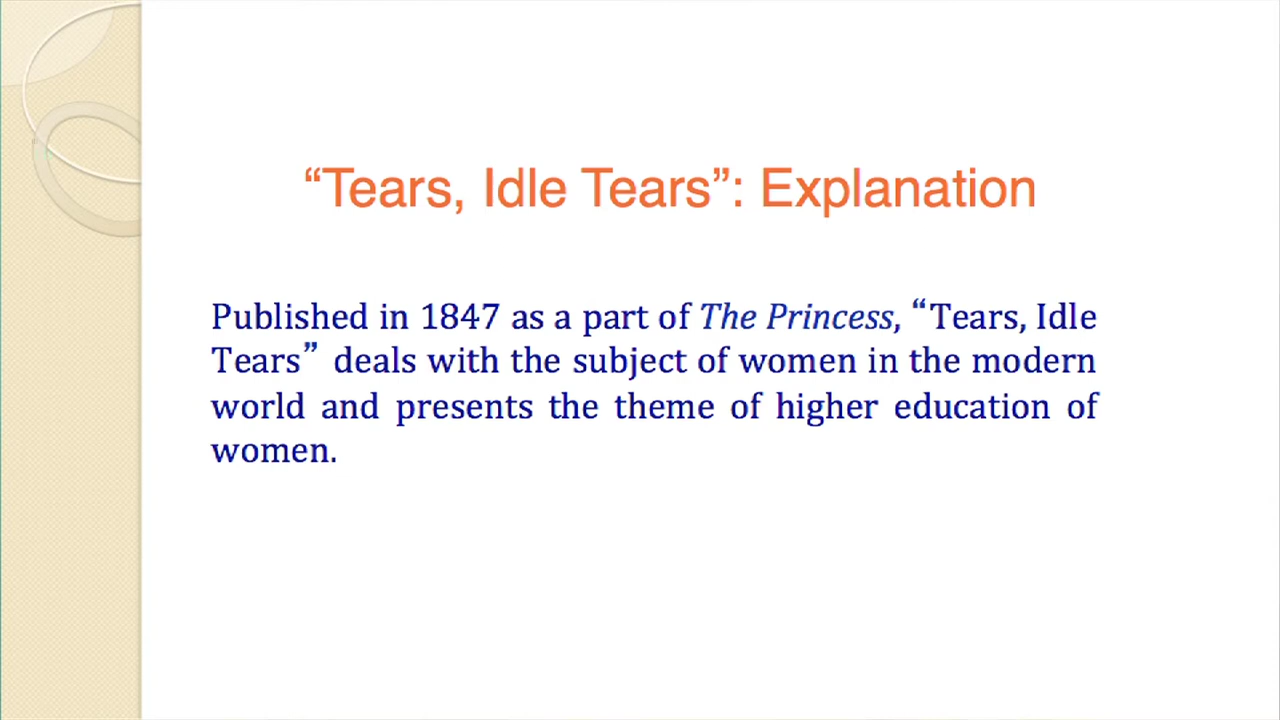 “Tears, Idle Tears”: Explanation
Published in 1847 as a part of The Princess, “Tears, Idle
Tears” deals with the subject of women in the modern
world and presents the theme of higher education of
women.